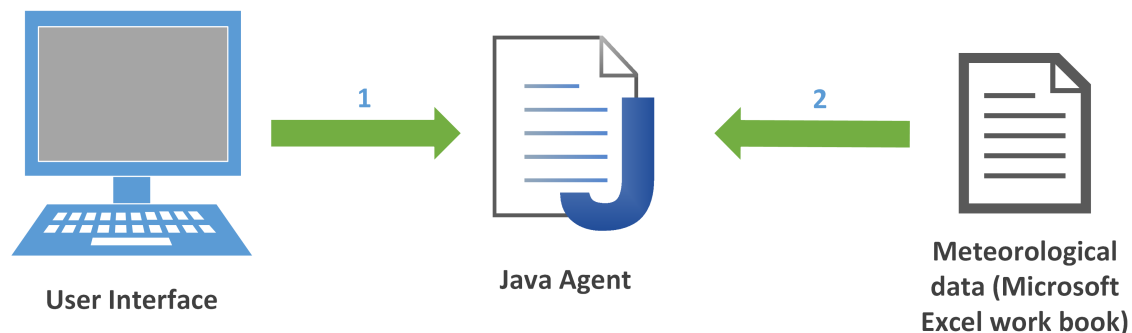 1
2
J
User Interface
Java Agent
Meteorological
data (Microsoft
Excel work book)